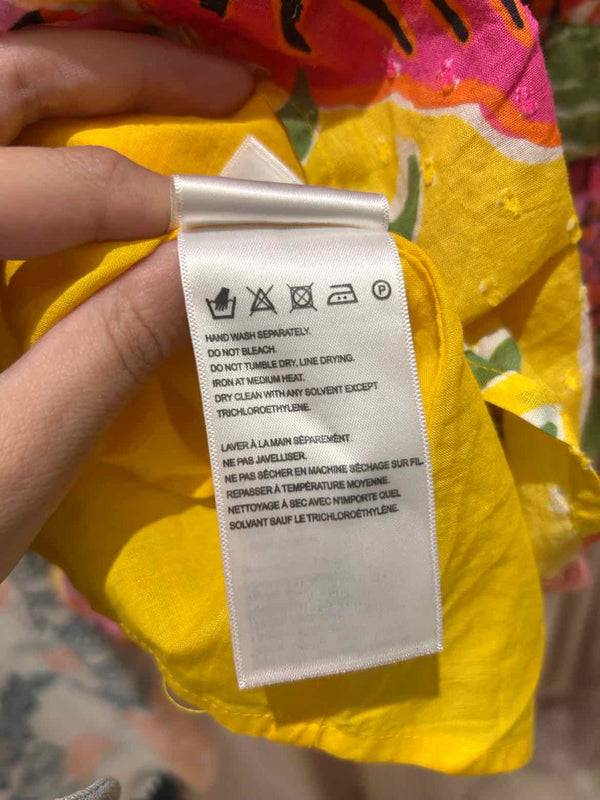 P
HAND WASH SEPARATELY.
DO NOT BLEACH.
DO NOT TUMBLE DRY, LINE DRYING.
IRON AT MEDIUM HEAT.
DRY CLEAN WITH ANY SOLVENT EXCEPT
TRICHLOROETHYLENE.
LAVER À LA MAIN SÉPARÉMENT.
NE PAS JAVELLISER.
NE PAS SÉCHER EN MACHINE SÉCHAGE SUR FIL
REPASSER À TEMPÉRATURE MOYENNE.
NETTOYAGE À SEC AVEC N'IMPORTE QUEL
SOLVANT SAUF LE TRICHLOROÉTHYLÈNE.